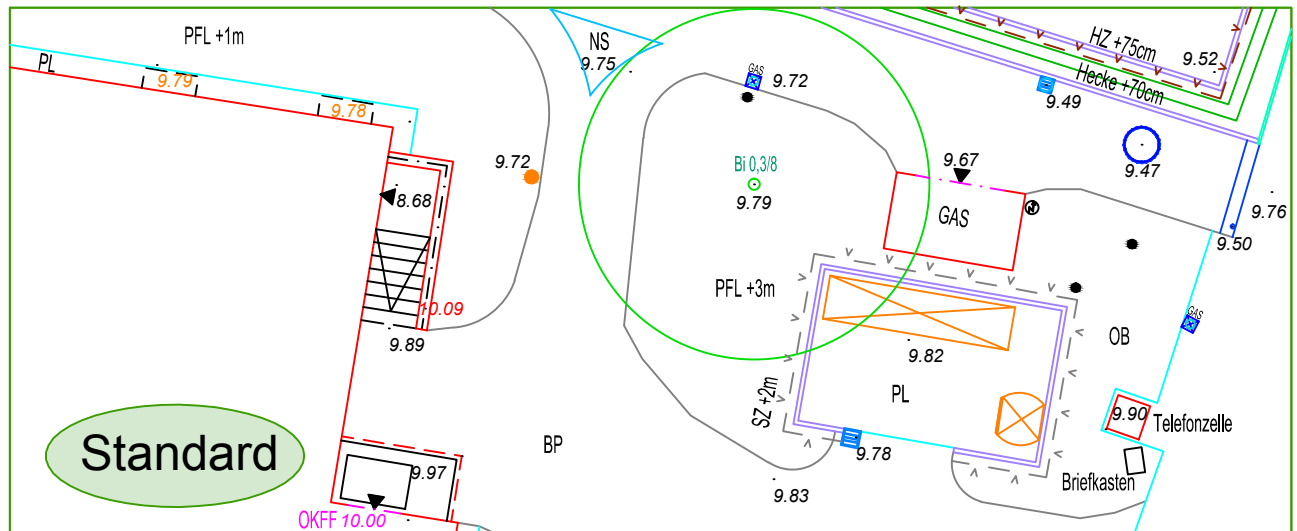 PFL +1m
PL
9.79
9.78
NS
9.75
GAS
9.72
HZ +75cm
9.52
Hecke +70cm
9.49
9.47
9.72
Bi 0,3/8
9.79
9.67
GAS
8.68
9.76
9.50
PFL +3m
10.09
9.89
9.82
OB
GAS
SZ +2m
PL
9.90
Telefonzelle
Standard
BP
9.78
9.97
9.83
Briefkasten
OKFF 10.00